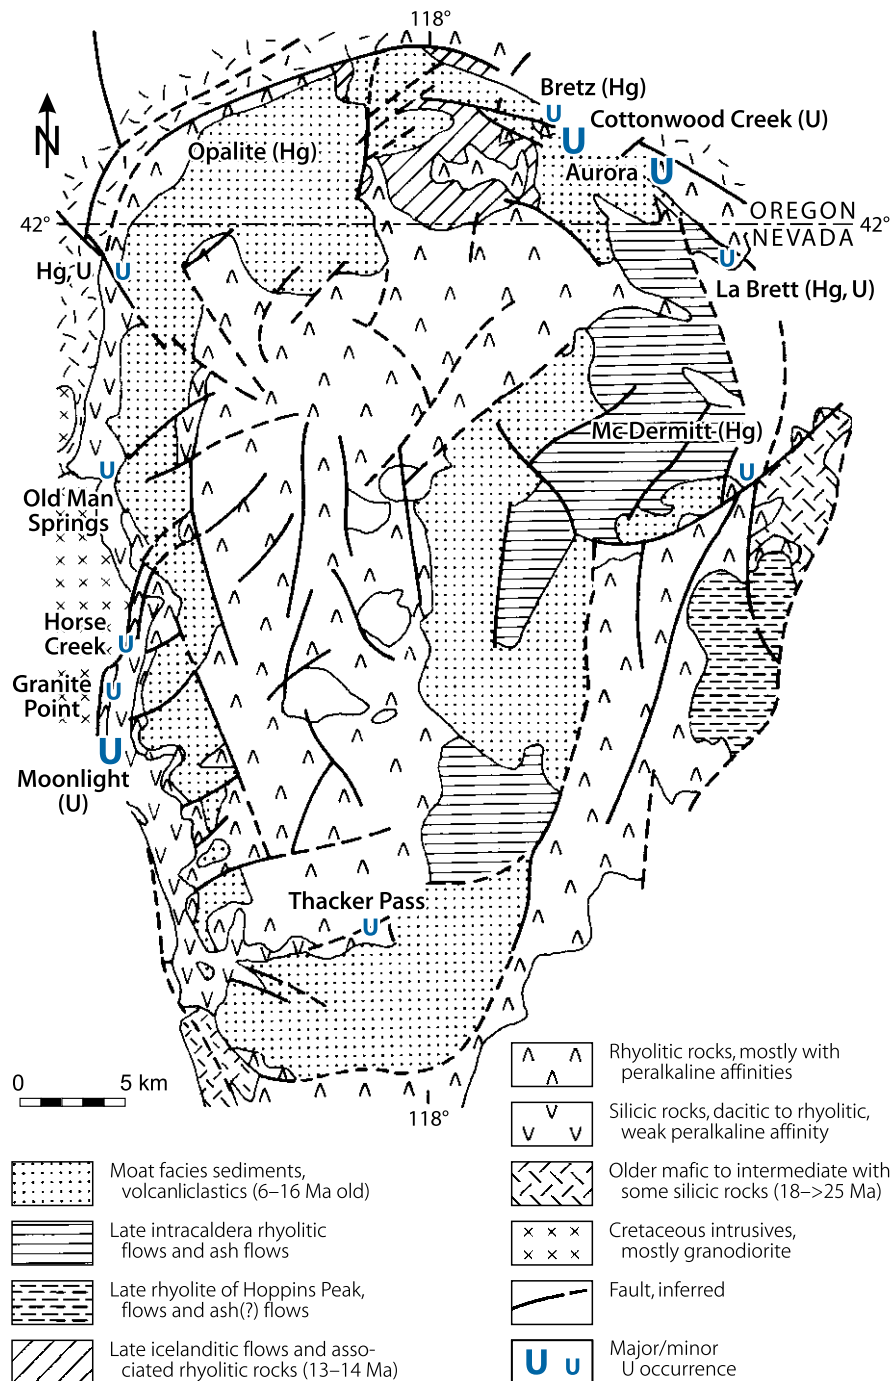 118°
N
Bretz (Hg)
U
Cottonwood Creek (U)
U
Opalite (Hg)
Aurora
U
OREGON
42°
42°
NEVADA
Hg, U
U
U
La Brett (Hg, U)
Mc Dermitt (Hg)
U
U
Old Man
Springs
Horse
Creek
U
Granite
Point
U
U
Moonlight
(U)
Thacker Pass
U
0
5 km
118°
Rhyolitic rocks, mostly with
peralkaline affinities
Silicic rocks, dacitic to rhyolitic,
weak peralkaline affinity
Moat facies sediments,
volcanliclastics (6–16 Ma old)
Older mafic to intermediate with
some silicic rocks (18–>25 Ma)
Late intracaldera rhyolitic
flows and ash flows
Cretaceous intrusives,
mostly granodiorite
Late rhyolite of Hoppins Peak,
flows and ash(?) flows
Fault, inferred
Late icelanditic flows and asso-
ciated rhyolitic rocks (13–14 Ma)
U U
Major/minor
U occurrence